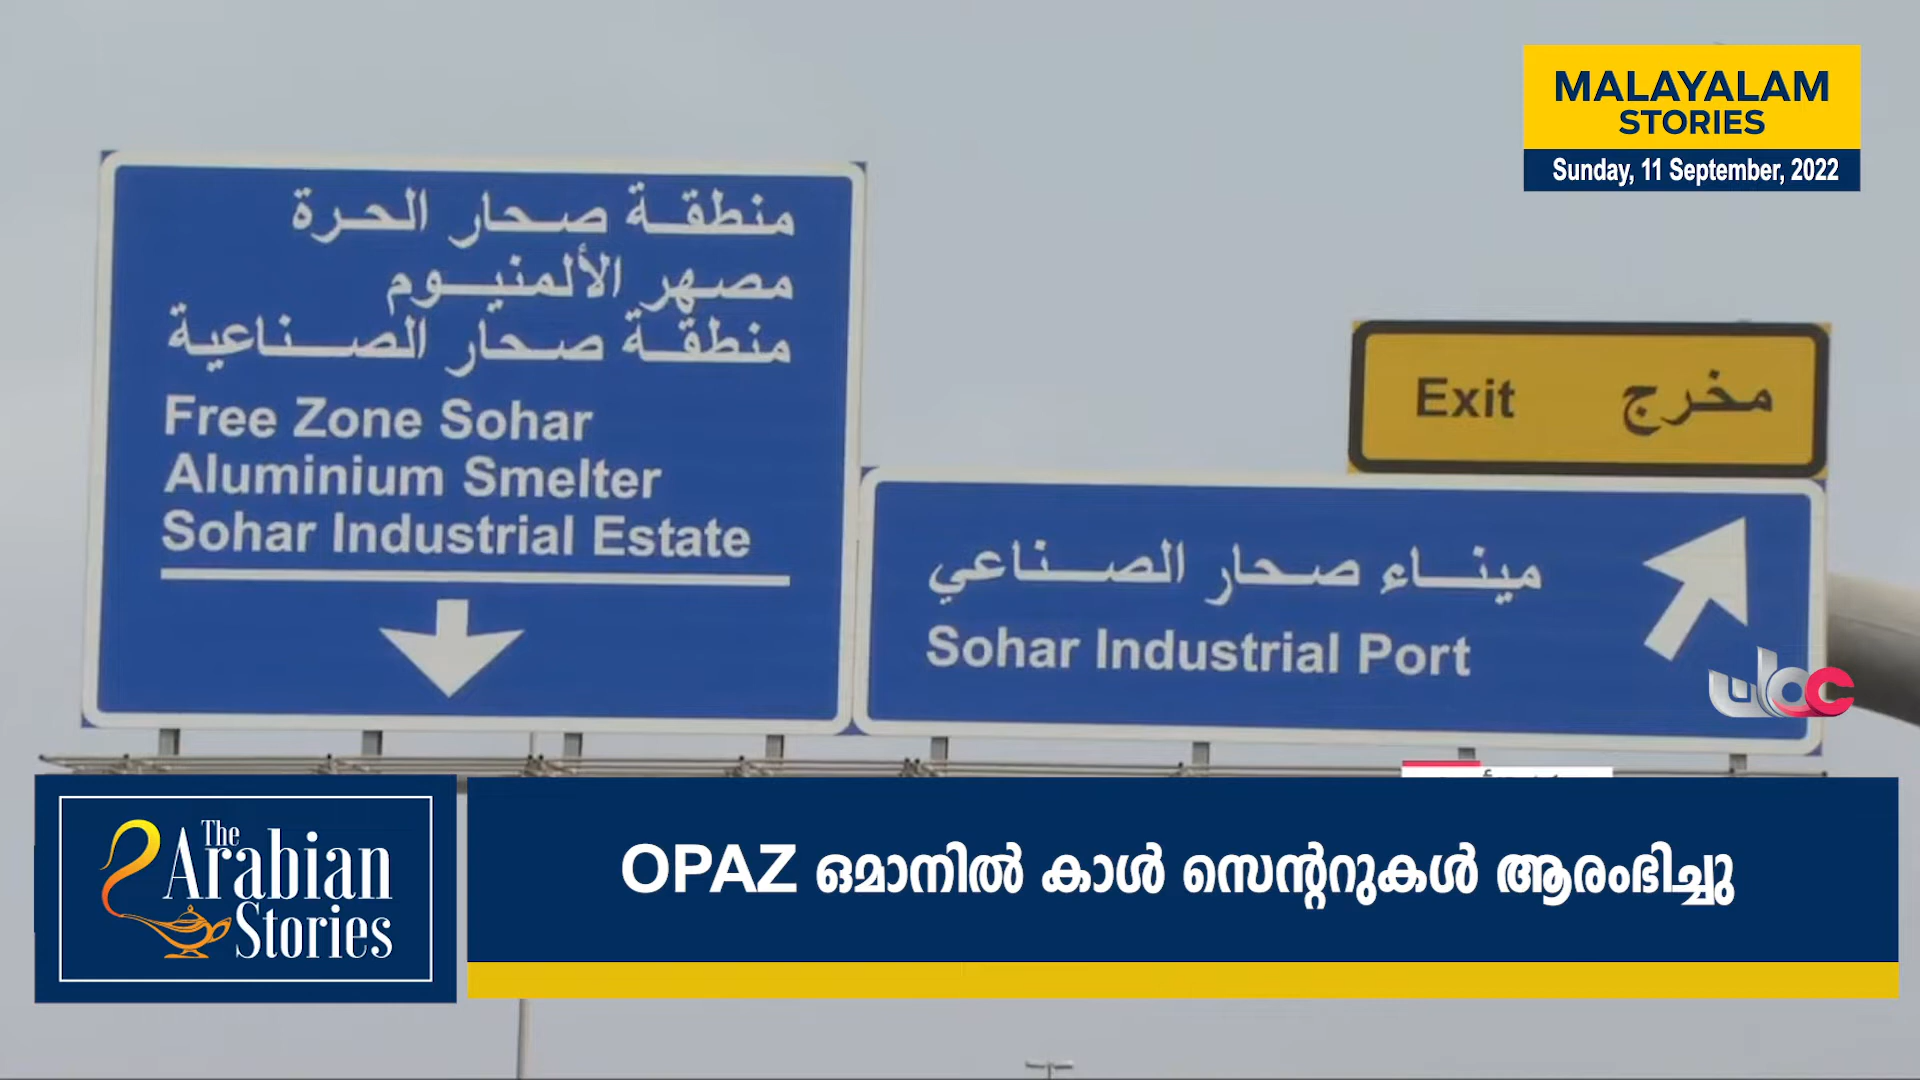 MALAYALAM
STORIES
Sunday, 11 September, 2022
منطقة صحار الحرة
مصهر الألمنيوم
منطقة صحار الصناعية
Free Zone Sohar
Aluminium Smelter
Sohar Industrial Estate
Exit مخرج
ميناء صحار الصناعي
Sohar Industrial Port
ubc
The
Arabian
Stories
OPAZ ഒമാനിൽ കാൾ സെന്ററുകൾ ആരംഭിച്ചു